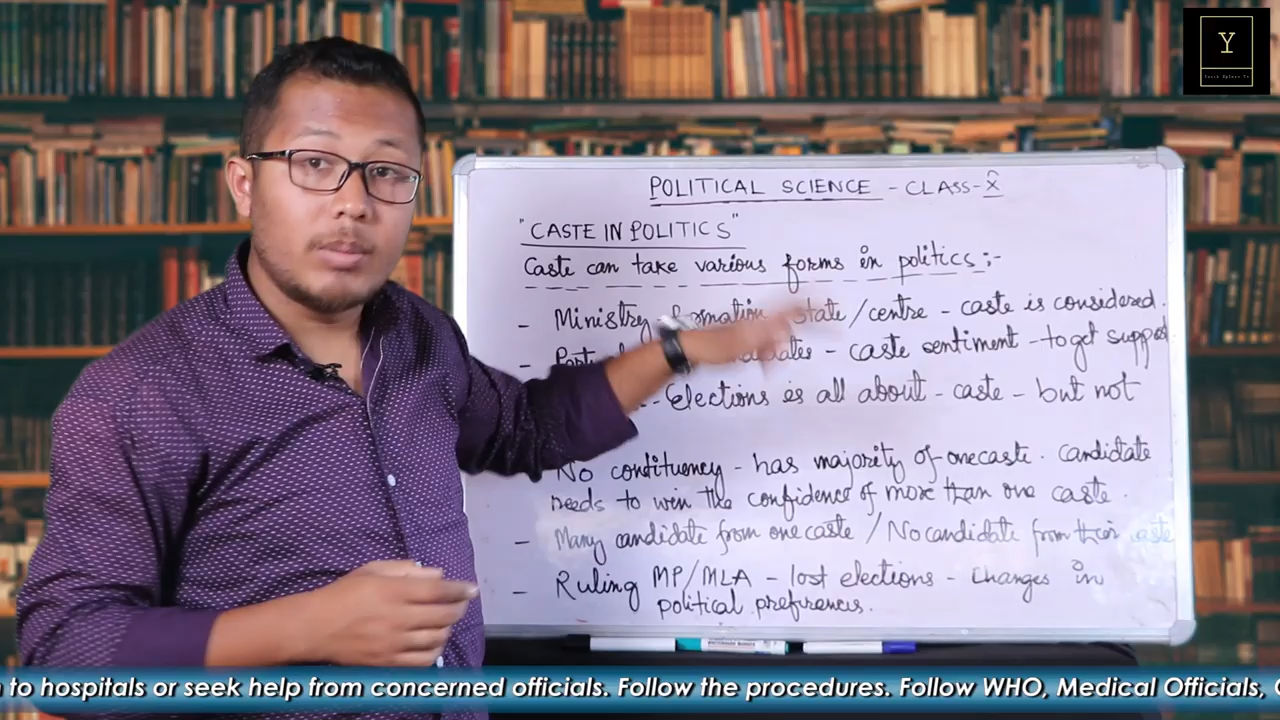 Y
POLITICAL SCIENCE - CLASS-X
"CASTE IN POLITICS"
Caste can take various forms in politics :-
- Ministry - formation state/centre - caste is considered.
- caste sentiment - to get support
- Elections is all about - caste - but not
No contituency - has majority of one caste. Candidate
needs to win the confidence of more than one caste.
- Many candidate from one caste / No candidate from their caste
- Ruling MP/MLA - lost elections - Changes in
political
to hospitals or seek help from concerned officials. Follow the procedures. Follow WHO, Medical Officials,